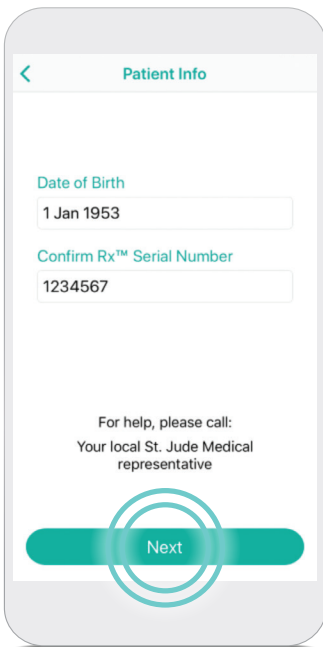 Patient Info
Date of Birth
1 Jan 1953
Confirm Rx™ Serial Number
1234567
For help, please call:
Your local St. Jude Medical
representative
Next